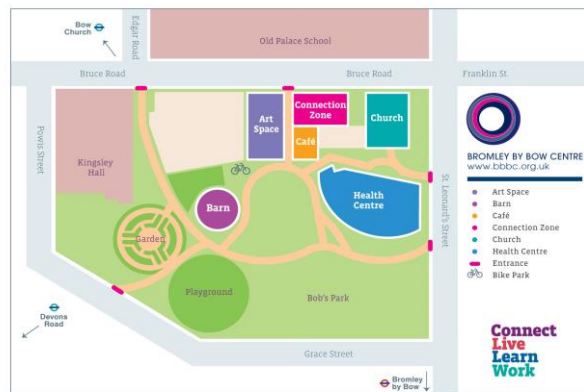 Bow
Church
Edgar Road
Old Palace School
Bruce Road
Bruce Road
Franklin St.
Powis Street
Kingsley
Hall
Art
Space
Connection
Zone
Café
Church
Barn
Health
Centre
Garden
Playground
Bob's Park
St. Leonard's Street
Grace Street
Devons
Road
Bromley
by Bow
BROMLEY BY BOW CENTRE
www.bbbc.org.uk
Art Space
Barn
Café
Connection Zone
Church
Health Centre
Entrance
Bike Park
Connect
Live
Learn
Work